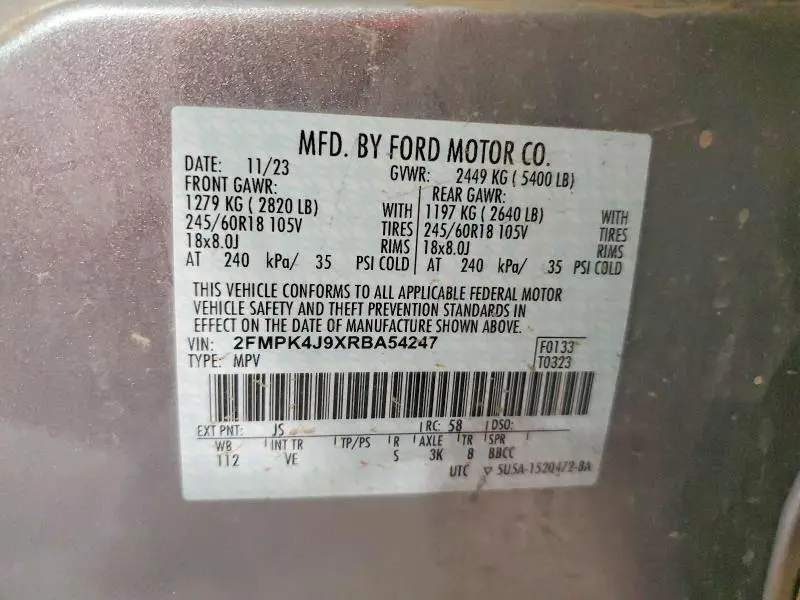 MFD. BY FORD MOTOR CO.
DATE: 11/23 GVWR: 2449 KG ( 5400 LB)
FRONT GAWR: REAR GAWR:
1279 KG ( 2820 LB) WITH 1197 KG ( 2640 LB) WITH
245/60R18 105V TIRES 245/60R18 105V TIRES
18x8.0J RIMS 18x8.0J RIMS
AT 240 kPa/ 35 PSI COLD AT 240 kPa/ 35 PSI COLD
THIS VEHICLE CONFORMS TO ALL APPLICABLE FEDERAL MOTOR
VEHICLE SAFETY AND THEFT PREVENTION STANDARDS IN
EFFECT ON THE DATE OF MANUFACTURE SHOWN ABOVE.
VIN: 2FMPK4J9XRBA54247 F0133
TYPE: MPV T0323
EXT PNT: JS RC: 58 DSO:
WB INT TR TP/PS R AXLE TR SPR
112 VE S 3K 8 BBCC
UTC ▽ 5U5A-1520472-BA